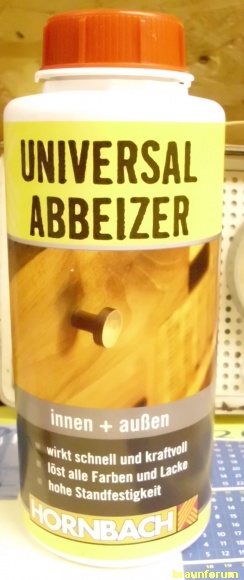 UNIVERSAL
ABBEIZER
innen + außen
wirkt schnell und kraftvoll
löst alle Farben und Lacke
hohe Standfestigkeit
HORNBACH
braunforum